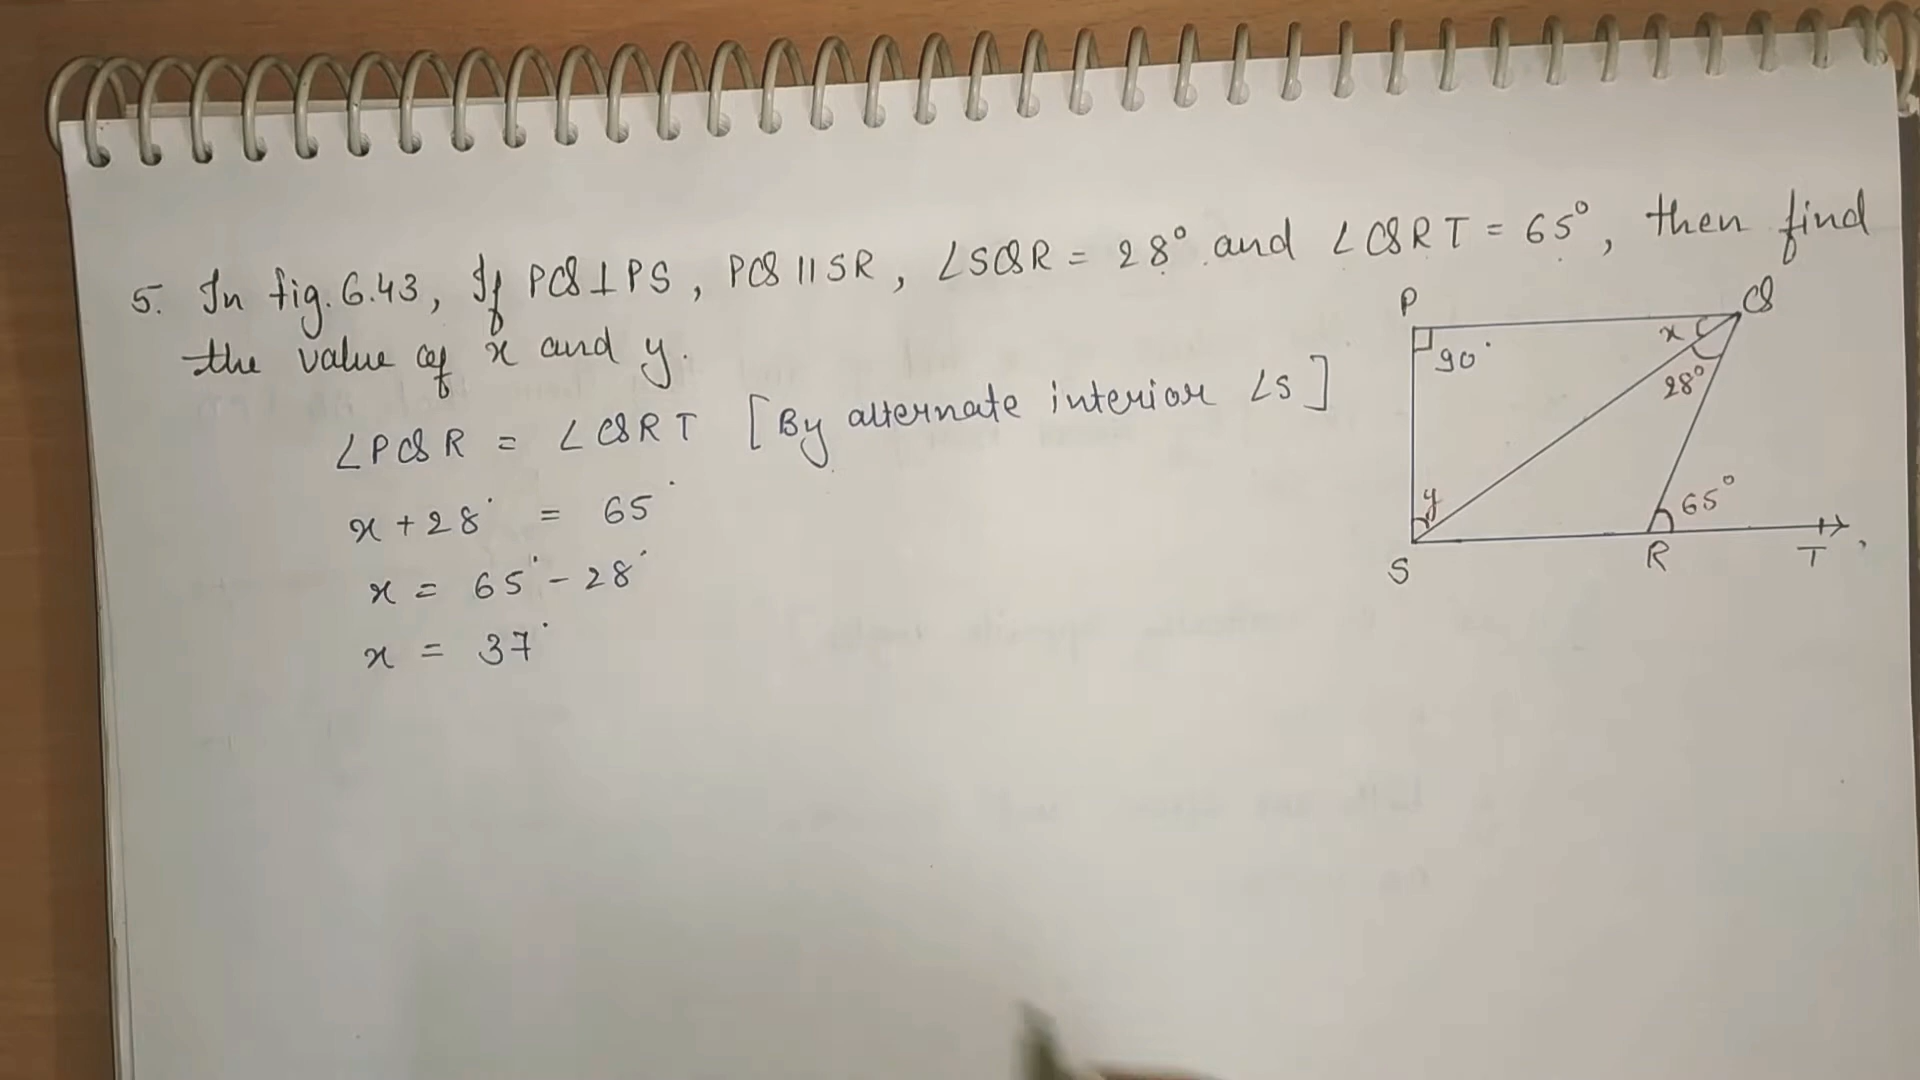 5. In fig. 6.43, If PQ⊥PS, PQ || SR, ∠SQR = 28° and ∠QRT = 65°, then find
the value of x and y.
∠PQR = ∠QRT [By alternate interior ∠s]
x + 28° = 65°
x = 65° - 28°
x = 37°
P
Q
x
90°
28°
y
65°
S
R
T